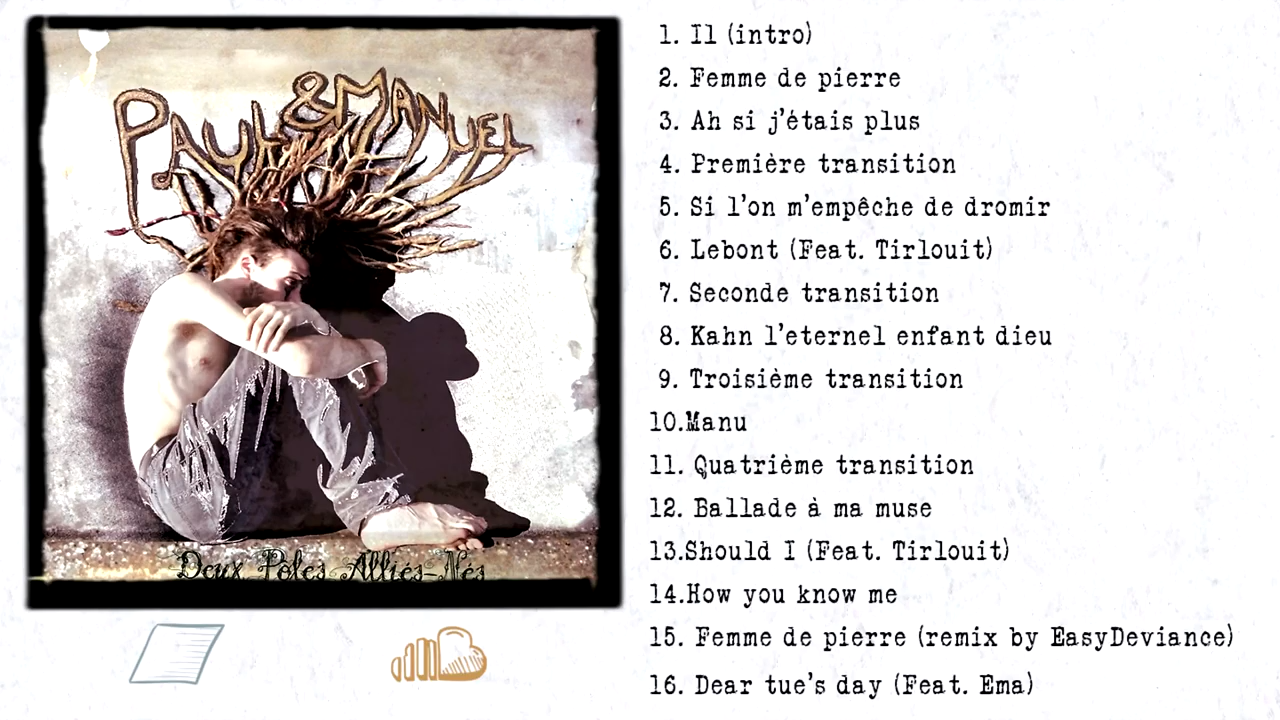 PAUL & MANUEL
Deux Pôles Alliés-Nés
1. Il (intro)
2. Femme de pierre
3. Ah si j'étais plus
4. Première transition
5. Si l'on m'empêche de dromir
6. Lebont (Feat. Tirlouit)
7. Seconde transition
8. Kahn l'eternel enfant dieu
9. Troisième transition
10.Manu
11. Quatrième transition
12. Ballade à ma muse
13.Should I (Feat. Tirlouit)
14.How you know me
15. Femme de pierre (remix by EasyDeviance)
16. Dear tue's day (Feat. Ema)